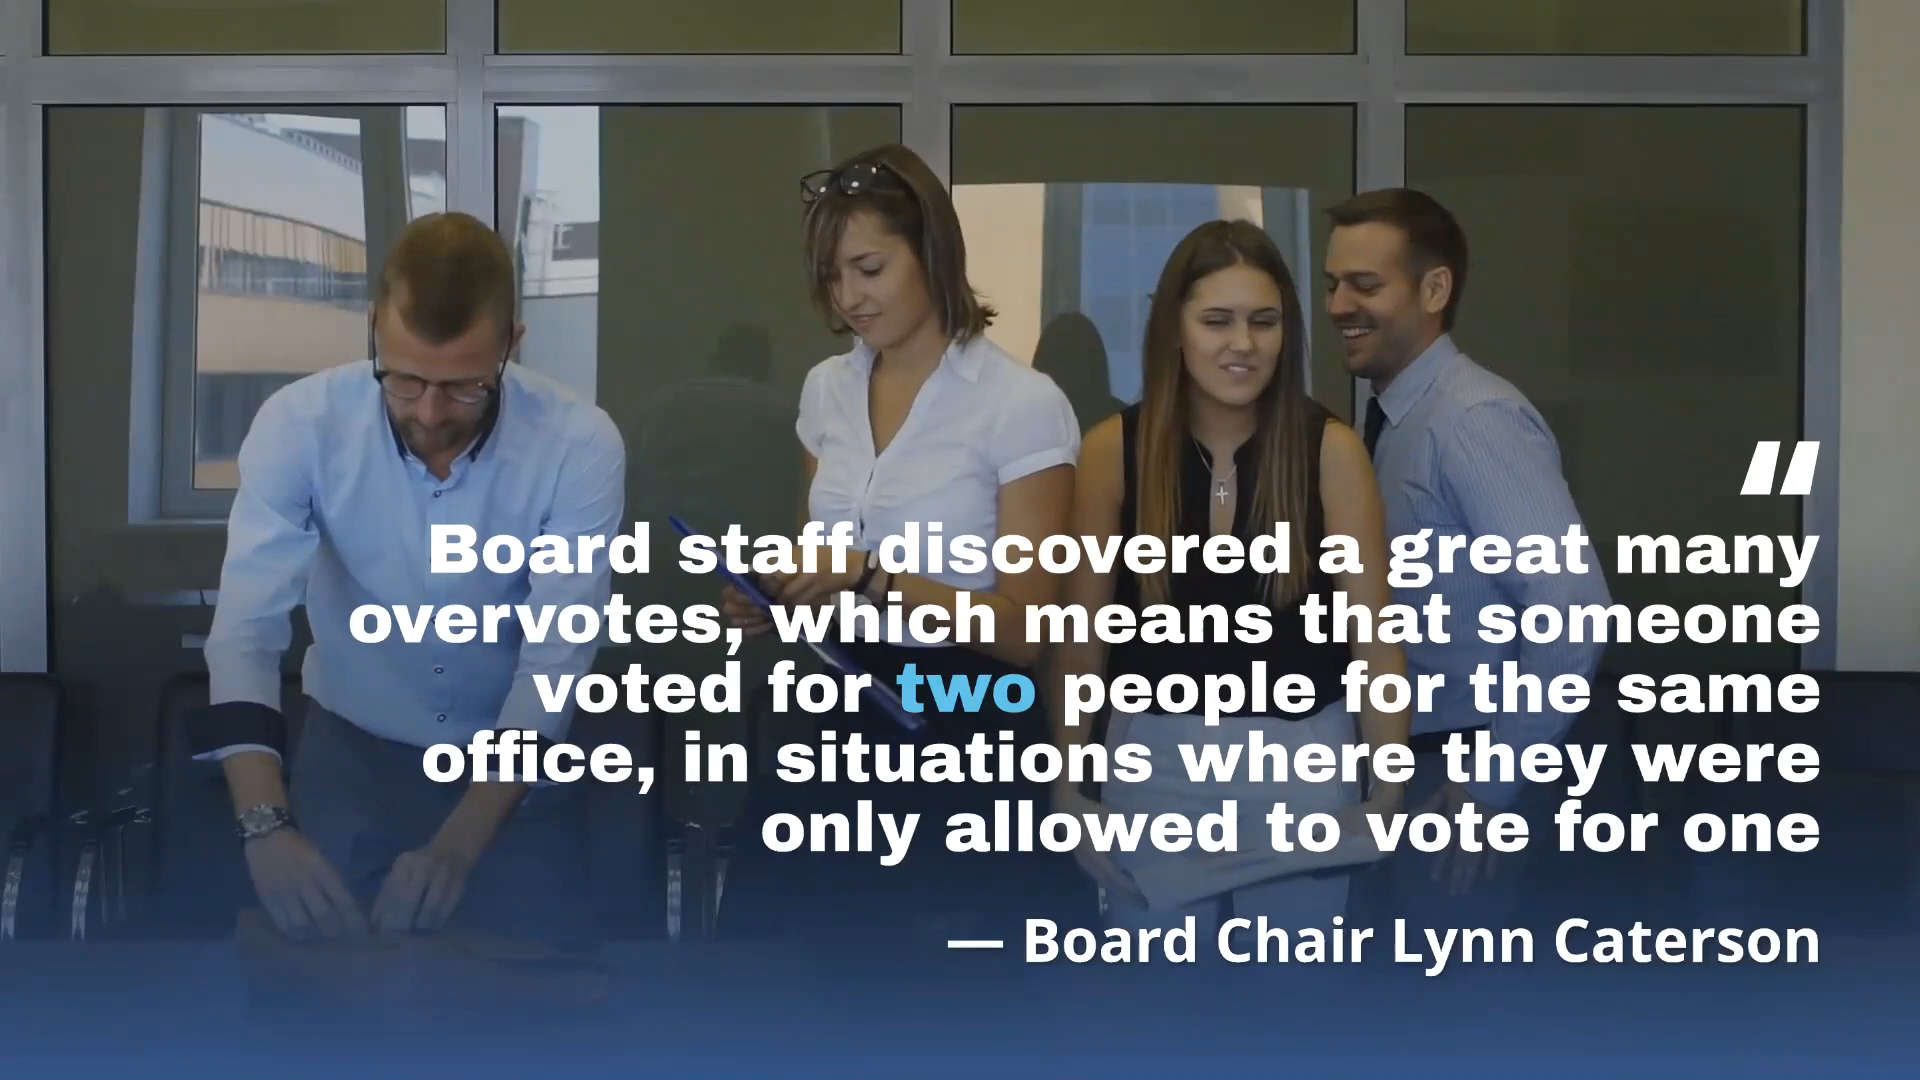 "
Board staff discovered a great many
overvotes, which means that someone
voted for two people for the same
office, in situations where they were
only allowed to vote for one
— Board Chair Lynn Caterson